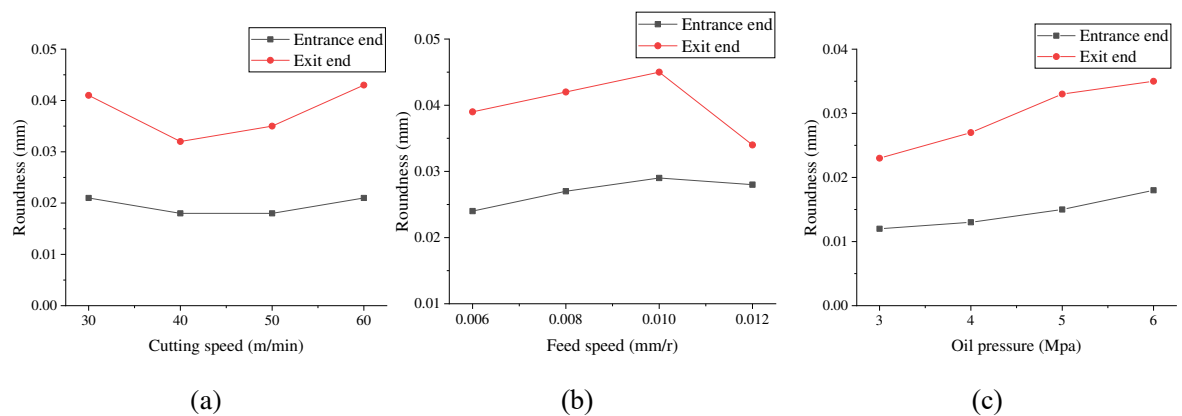 Entrance end
Exit end
0.05
0.04
0.03
0.02
0.01
0.00
Roundness (mm)
30 40 50 60
Cutting speed (m/min)
(a)
Entrance end
Exit end
0.05
0.04
0.03
0.02
0.01
Roundness (mm)
0.006 0.008 0.010 0.012
Feed speed (mm/r)
(b)
Entrance end
Exit end
0.04
0.03
0.02
0.01
0.00
Roundness (mm)
3 4 5 6
Oil pressure (Mpa)
(c)